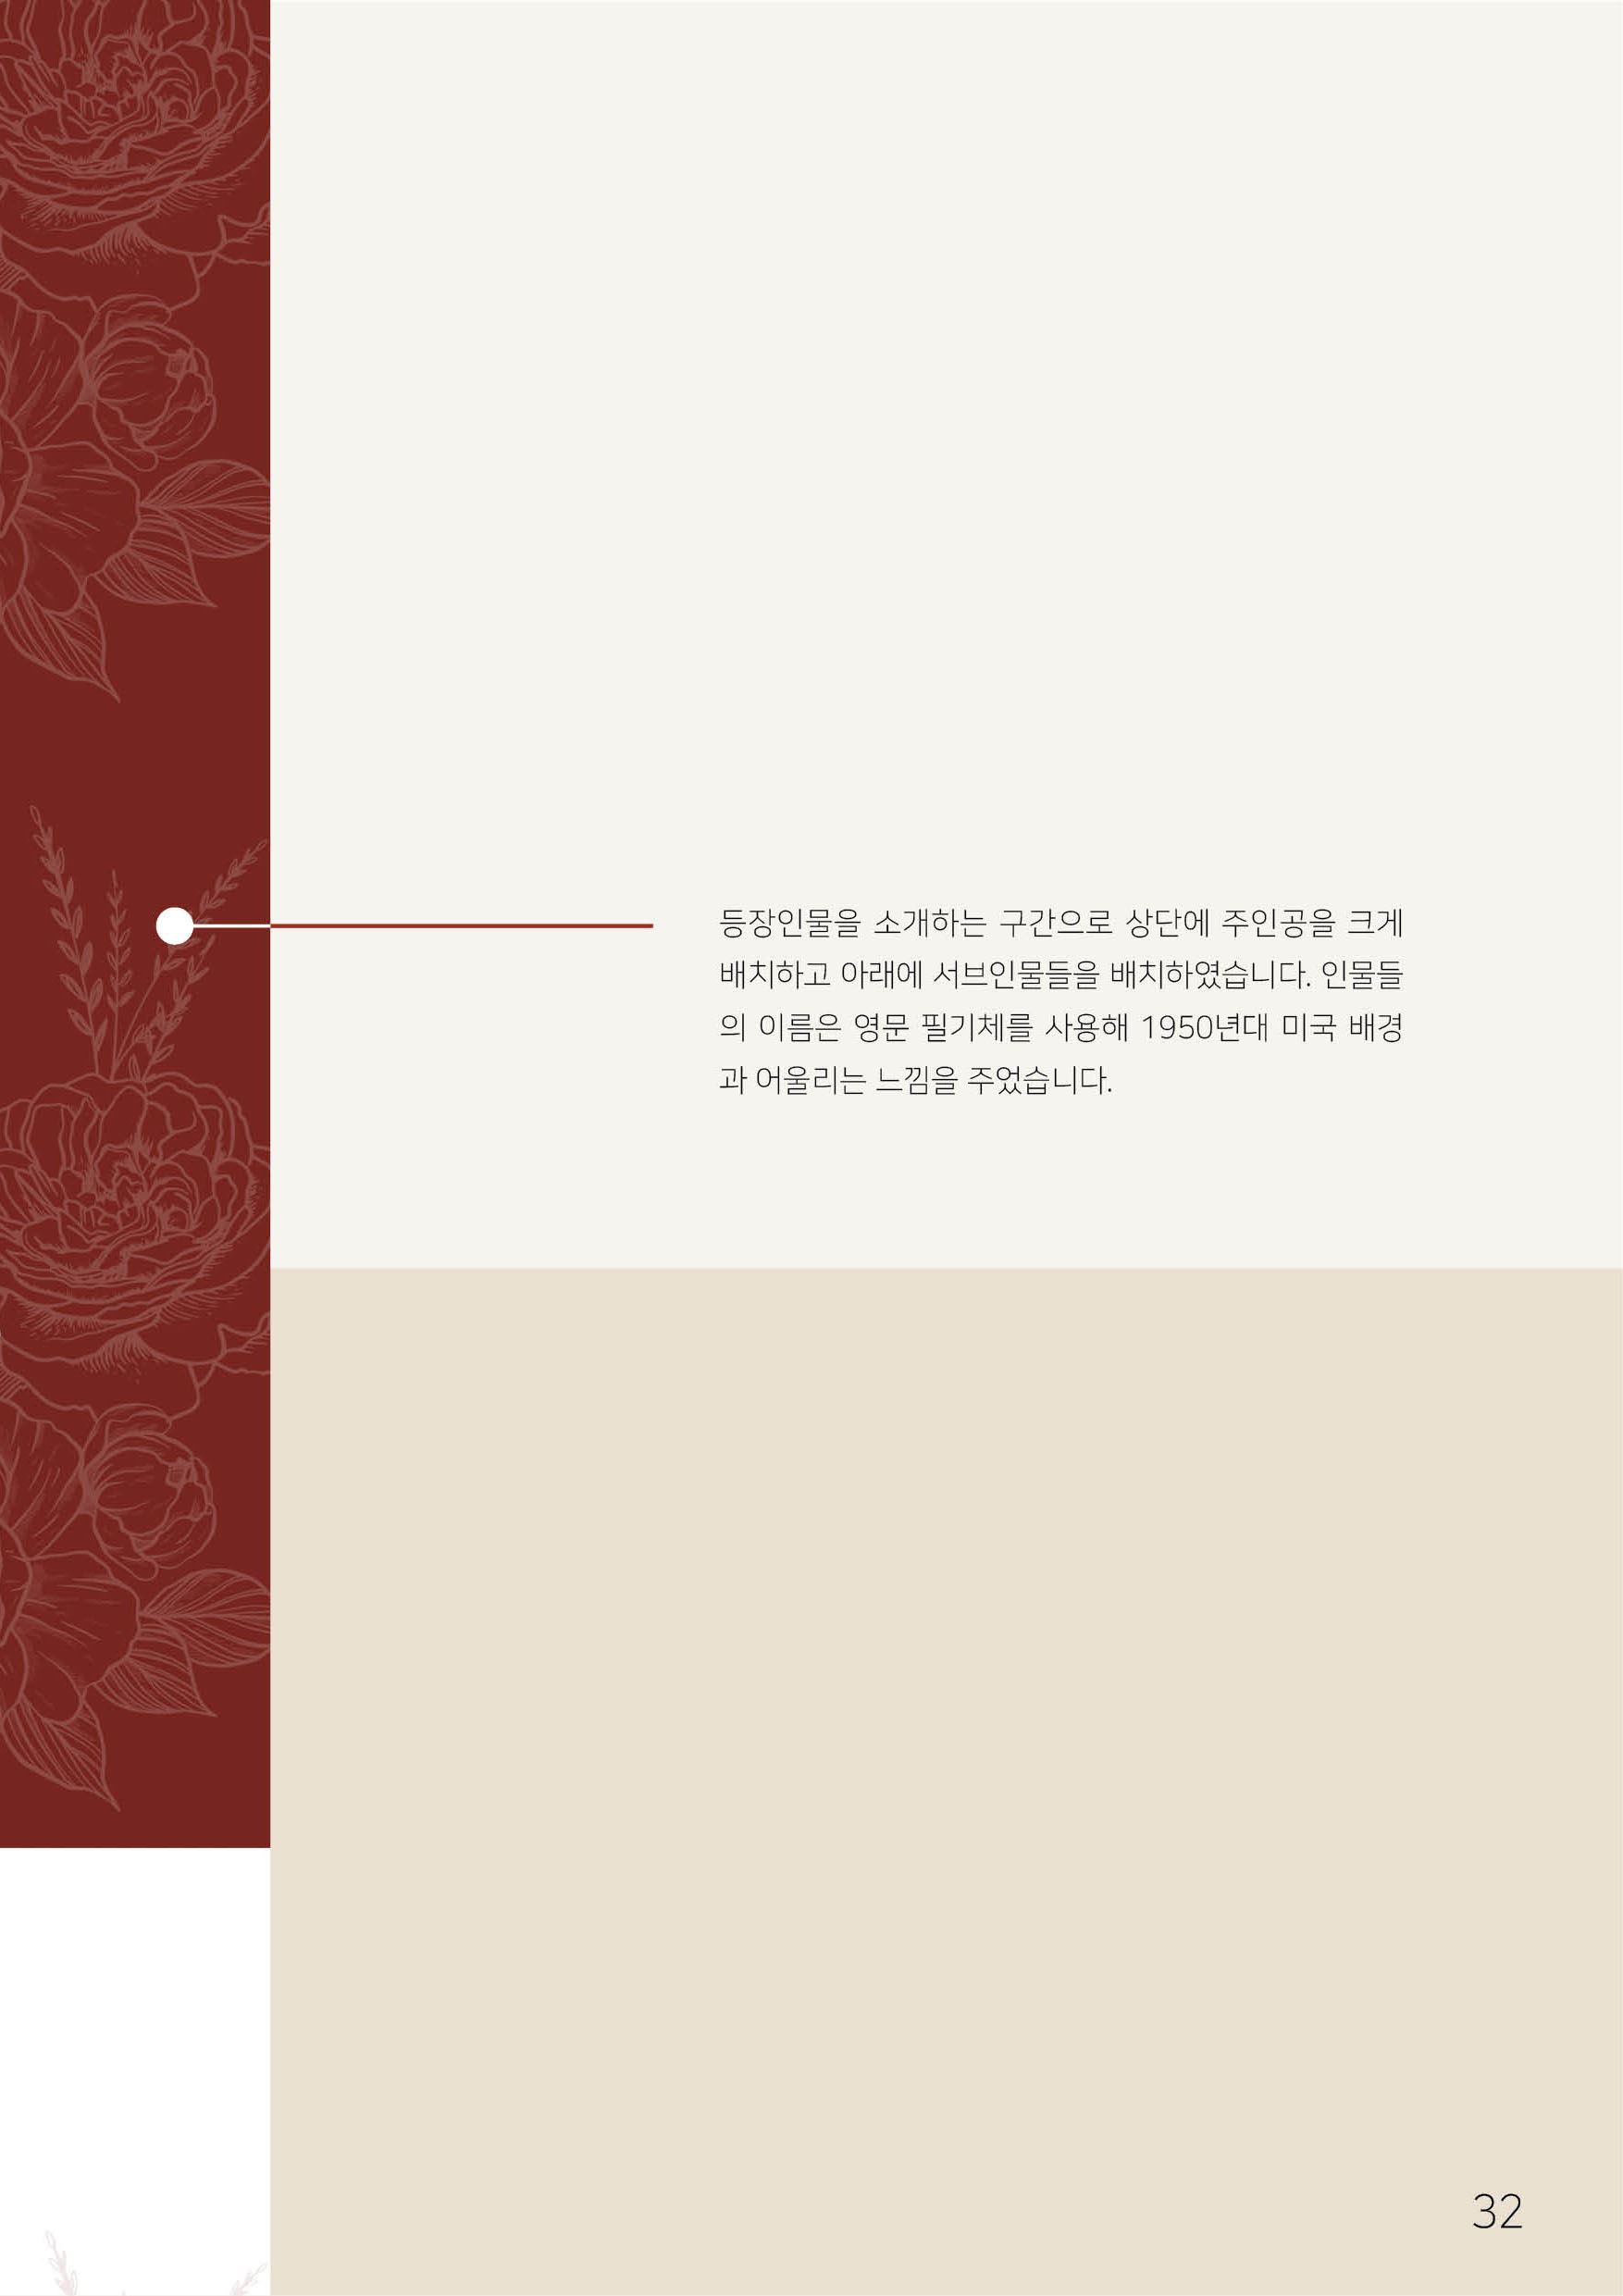 등장인물을 소개하는 구간으로 상단에 주인공을 크게
배치하고 아래에 서브인물들을 배치하였습니다. 인물들
의 이름은 영문 필기체를 사용해 1950년대 미국 배경
과 어울리는 느낌을 주었습니다.
32